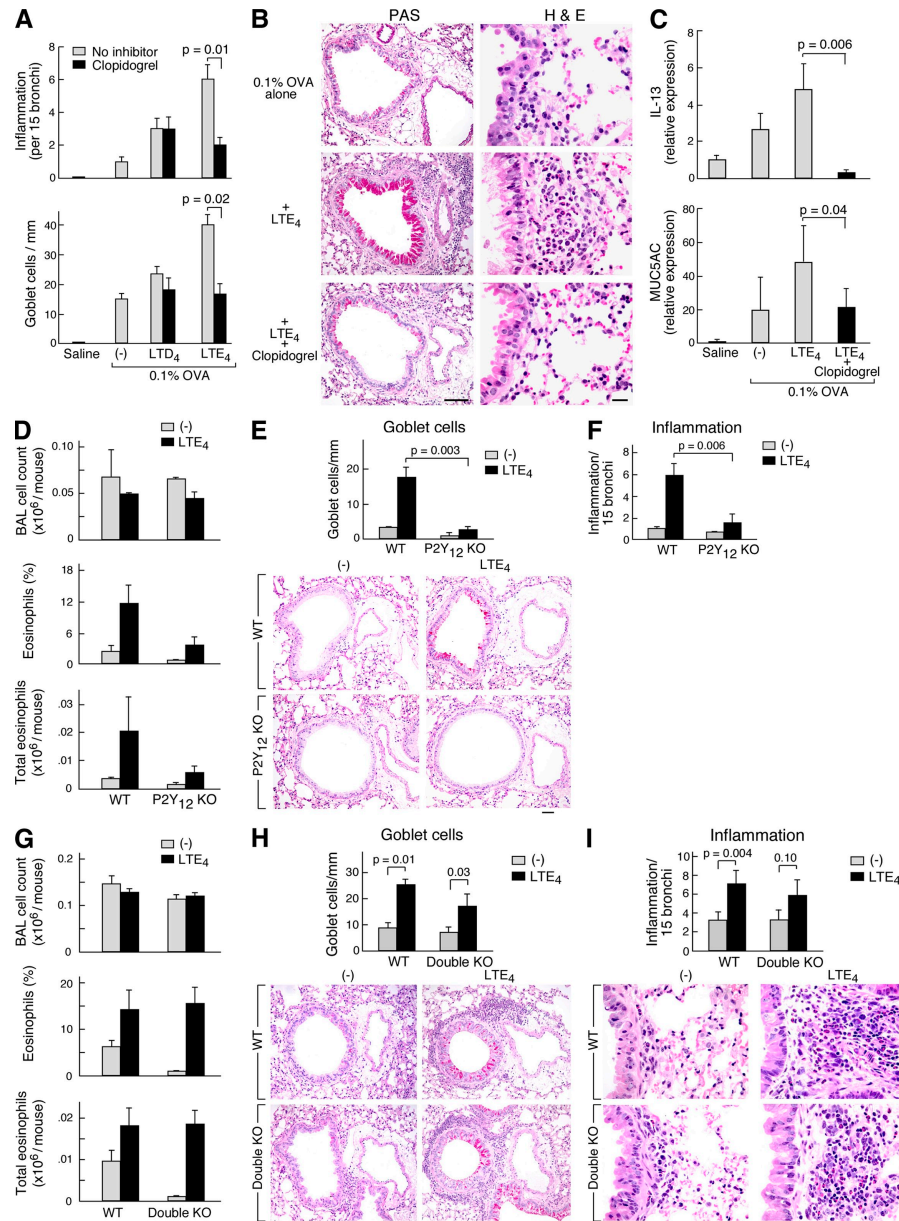 A
No inhibitor
Clopidogrel
p = 0.01
Inflammation
(per 15 bronchi)
8
6
4
2
0
p = 0.02
Goblet cells / mm
40
20
0
Saline
(-)
LTD4
LTE4
0.1% OVA
B
PAS
H & E
0.1% OVA
alone
+
LTE4
+
LTE4
+
Clopidogrel
C
p = 0.006
IL-13
(relative expression)
8
6
4
2
0
p = 0.04
MUC5AC
(relative expression)
80
60
40
20
0
Saline
(-)
LTE4
LTE4
+
Clopidogrel
0.1% OVA
D
(-)
LTE4
BAL cell count
(x10⁶/ mouse)
0.10
0.05
0
Eosinophils (%)
18
12
6
0
Total eosinophils
(x10⁶/ mouse)
.03
.02
.01
0
WT
P2Y12 KO
E
Goblet cells
p = 0.003
(-)
LTE4
Goblet cells/mm
20
10
0
WT
P2Y12 KO
(-)
LTE4
WT
P2Y12 KO
F
Inflammation
p = 0.006
(-)
LTE4
Inflammation/
15 bronchi
8
6
4
2
0
WT
P2Y12 KO
G
(-)
LTE4
BAL cell count
(x10⁶/ mouse)
0.2
0.1
0
Eosinophils (%)
20
10
0
Total eosinophils
(x10⁶/ mouse)
.02
.01
0
WT
Double KO
H
Goblet cells
p = 0.01
0.03
(-)
LTE4
Goblet cells/mm
30
20
10
0
WT
Double KO
(-)
LTE4
WT
Double KO
I
Inflammation
p = 0.004
0.10
(-)
LTE4
Inflammation/
15 bronchi
8
6
4
2
0
WT
Double KO
(-)
LTE4
WT
Double KO